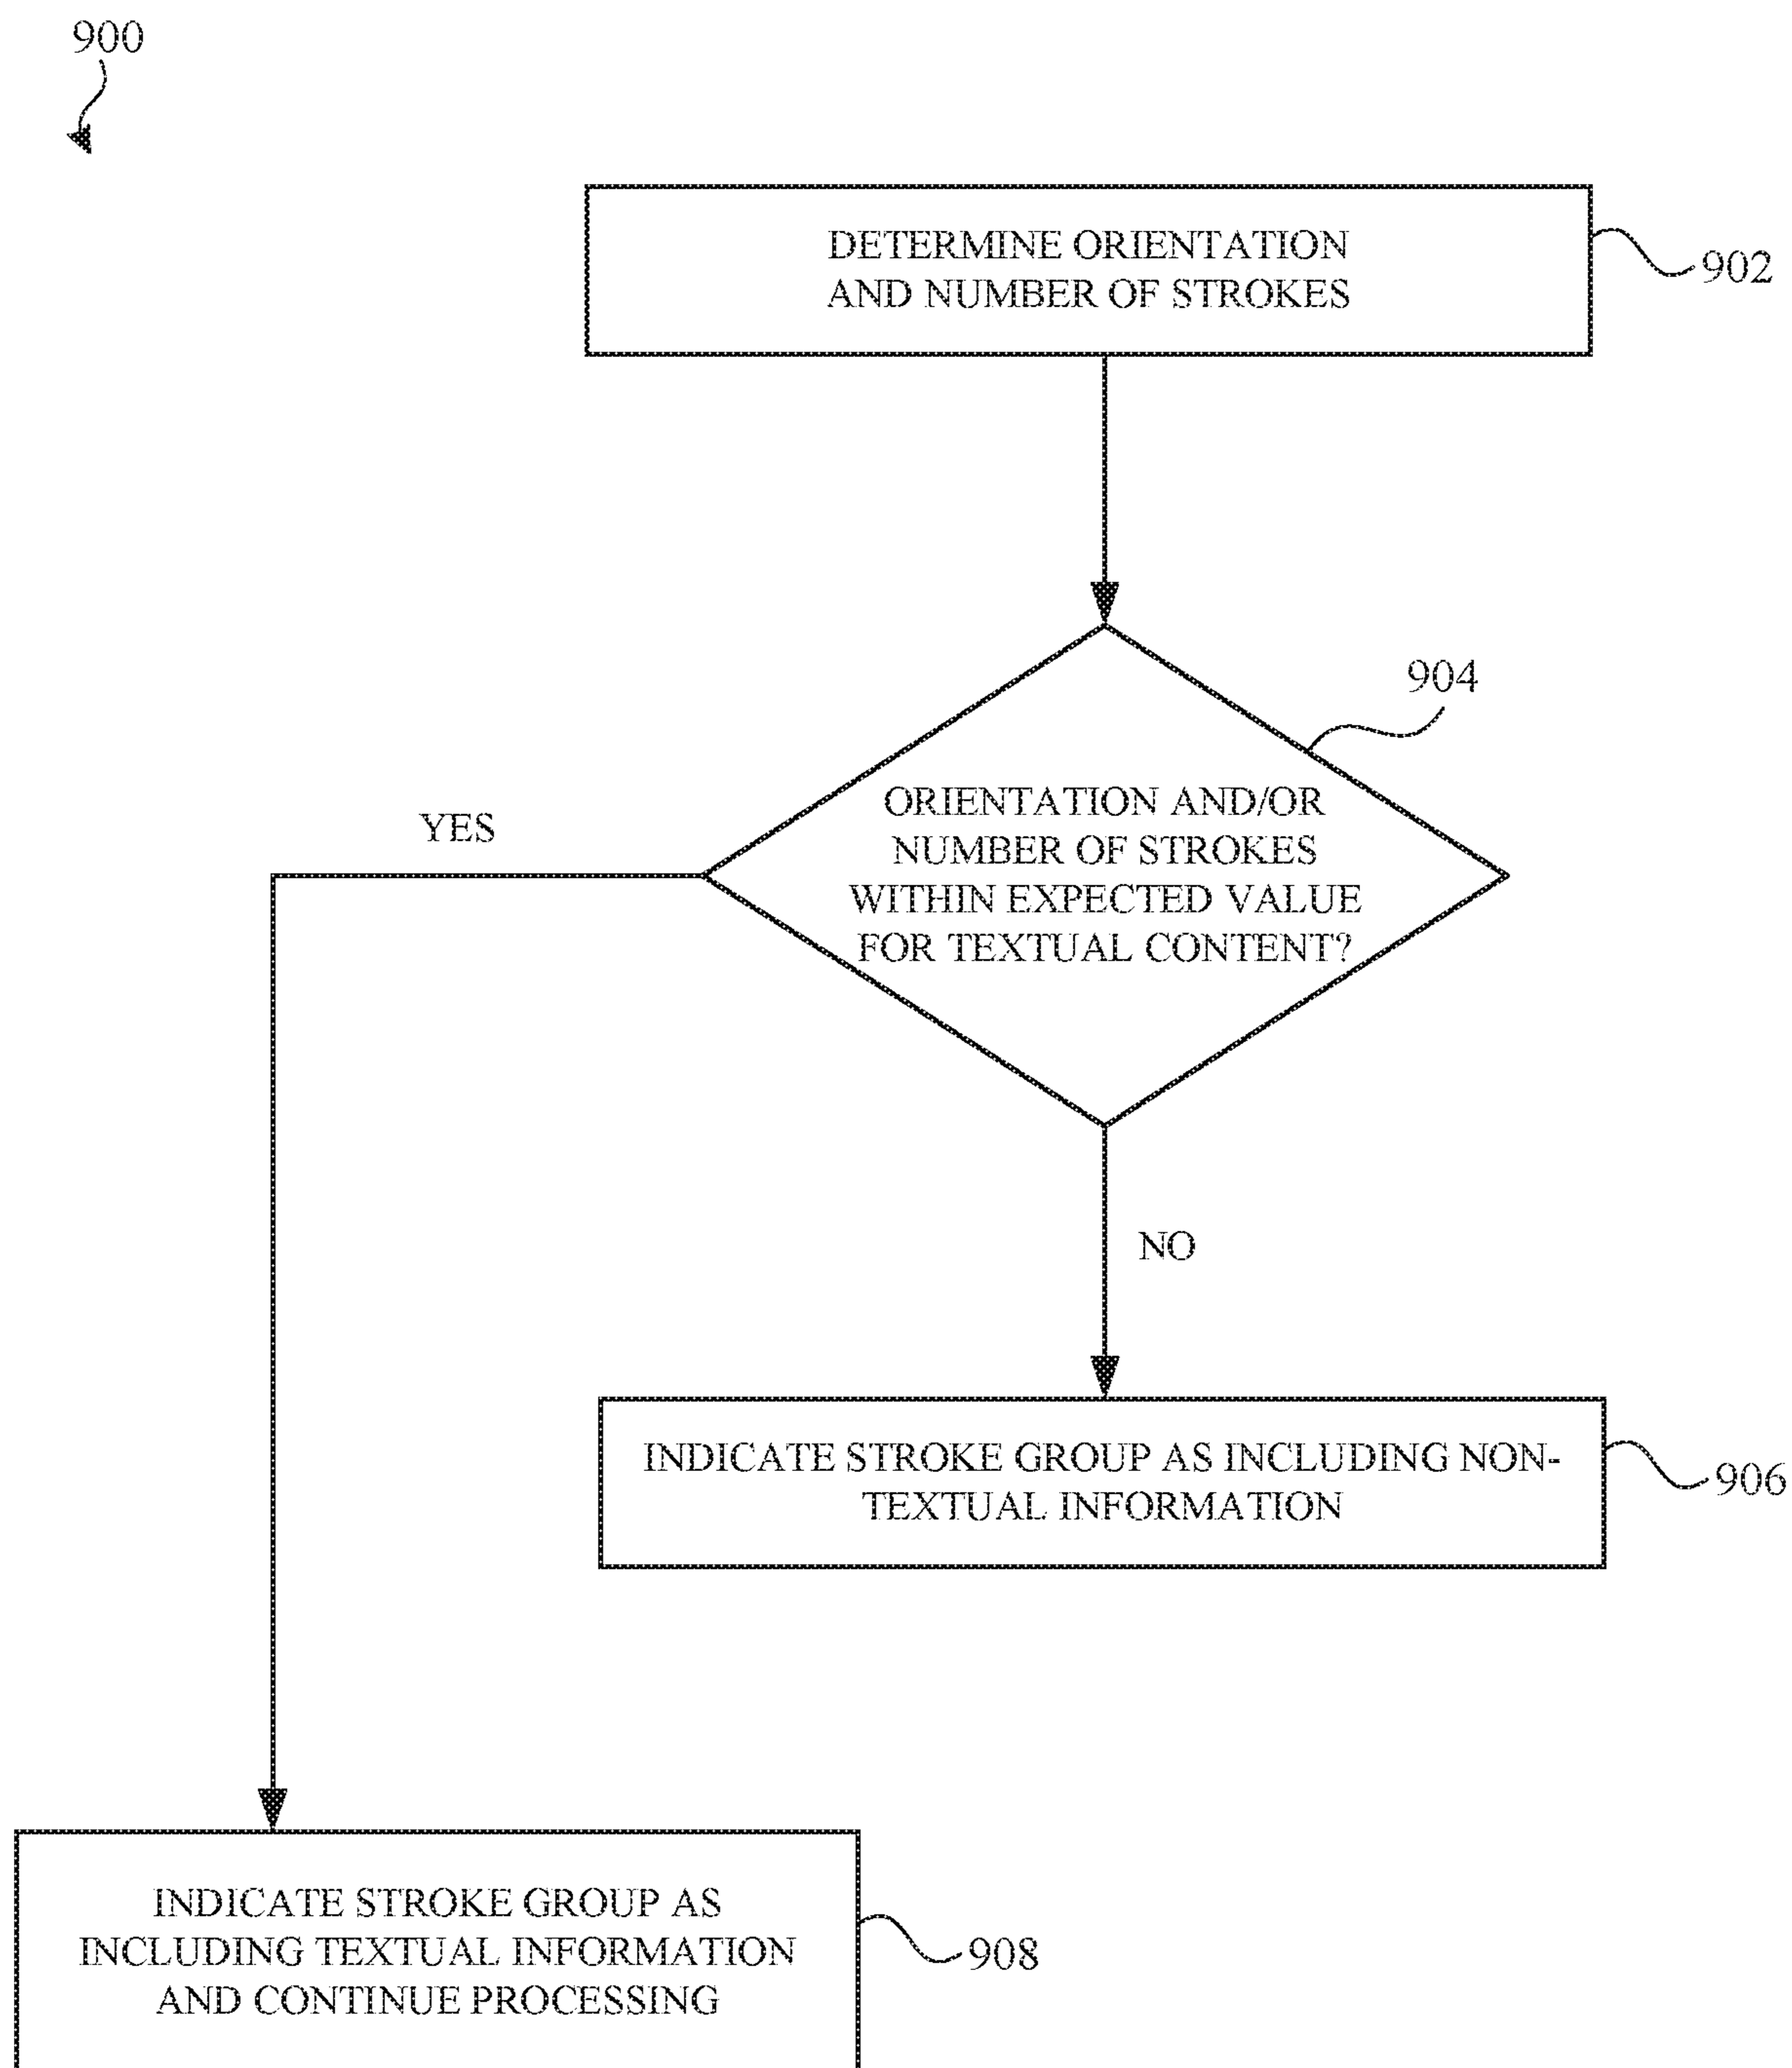 900
DETERMINE ORIENTATION
AND NUMBER OF STROKES
902
904
ORIENTATION AND/OR
NUMBER OF STROKES
WITHIN EXPECTED VALUE
FOR TEXTUAL CONTENT?
YES
NO
INDICATE STROKE GROUP AS INCLUDING NON-
TEXTUAL INFORMATION
906
INDICATE STROKE GROUP AS
INCLUDING TEXTUAL INFORMATION
AND CONTINUE PROCESSING
908